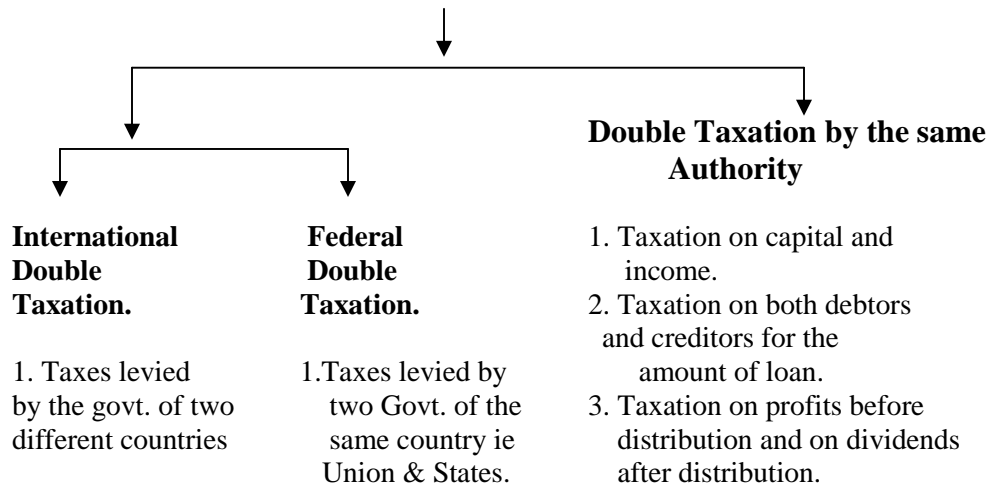 Double Taxation by the same
Authority
International
Double
Taxation.
1. Taxes levied
by the govt. of two
different countries
Federal
Double
Taxation.
1.Taxes levied by
two Govt. of the
same country ie
Union & States.
1. Taxation on capital and
income.
2. Taxation on both debtors
and creditors for the
amount of loan.
3. Taxation on profits before
distribution and on dividends
after distribution.